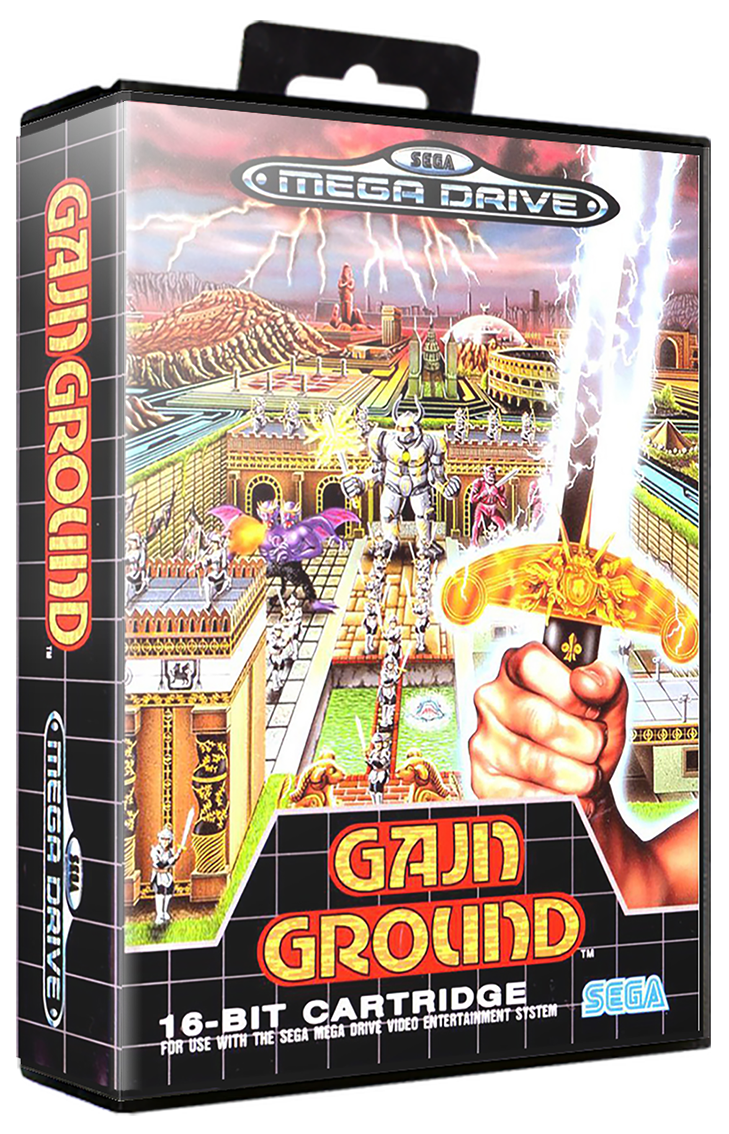 SEGA
MEGA DRIVE
GAIN GROUND
TM
MEGA DRIVE
SEGA
GAIN
GROUND
TM
16-BIT CARTRIDGE
FOR USE WITH THE SEGA MEGA DRIVE VIDEO ENTERTAINMENT SYSTEM
SEGA